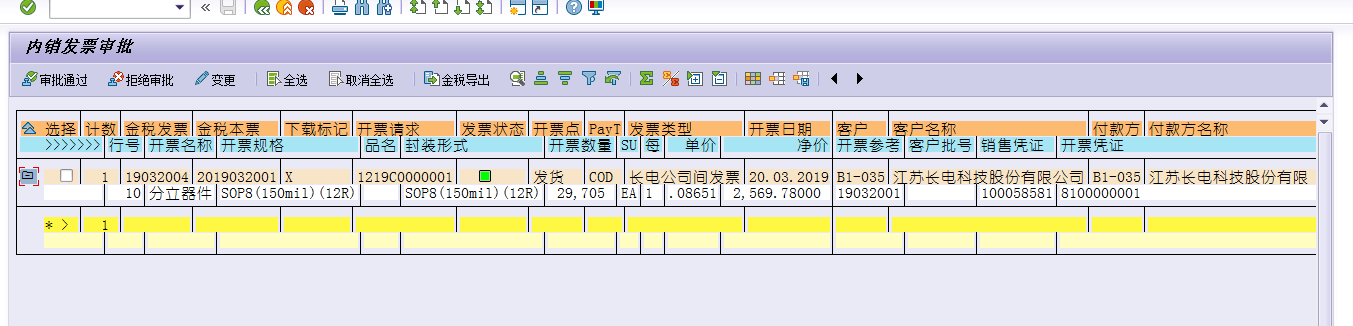 内销发票审批
审批通过 拒绝审批 变更 全选 取消全选 金税导出
选择 计数 金税发票 金税本票 下载标记 开票请求 发票状态 开票点 PayT 发票类型 开票日期 客户 客户名称 付款方 付款方名称
>>>>>>> 行号 开票名称 开票规格 品名 封装形式 开票数量 SU 每 单价 净价 开票参考 客户批号 销售凭证 开票凭证
1 19032004 2019032001 X 1219C0000001 发货 COD 长电公司间发票 20.03.2019 B1-035 江苏长电科技股份有限公司 B1-035 江苏长电科技股份有限
10 分立器件 SOP8(150mil)(12R) SOP8(150mil)(12R) 29,705 EA 1 .08651 2,569.78000 19032001 100058581 8100000001
* > 1